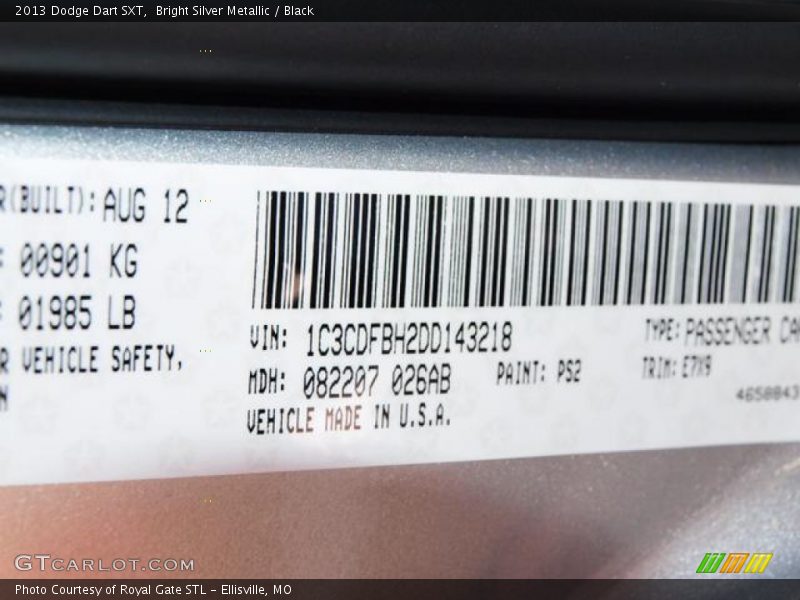 2013 Dodge Dart SXT,  Bright Silver Metallic / Black
R(BUILT): AUG 12
: 00901 KG
: 01985 LB
R VEHICLE SAFETY,
N
VIN: 1C3CDFBH2DD143218
TYPE: PASSENGER CA
MDH: 082207 026AB
PAINT: PS2
TRIM: E7X9
VEHICLE MADE IN U.S.A.
4658843
GTCARLOT.COM
Photo Courtesy of Royal Gate STL – Ellisville, MO